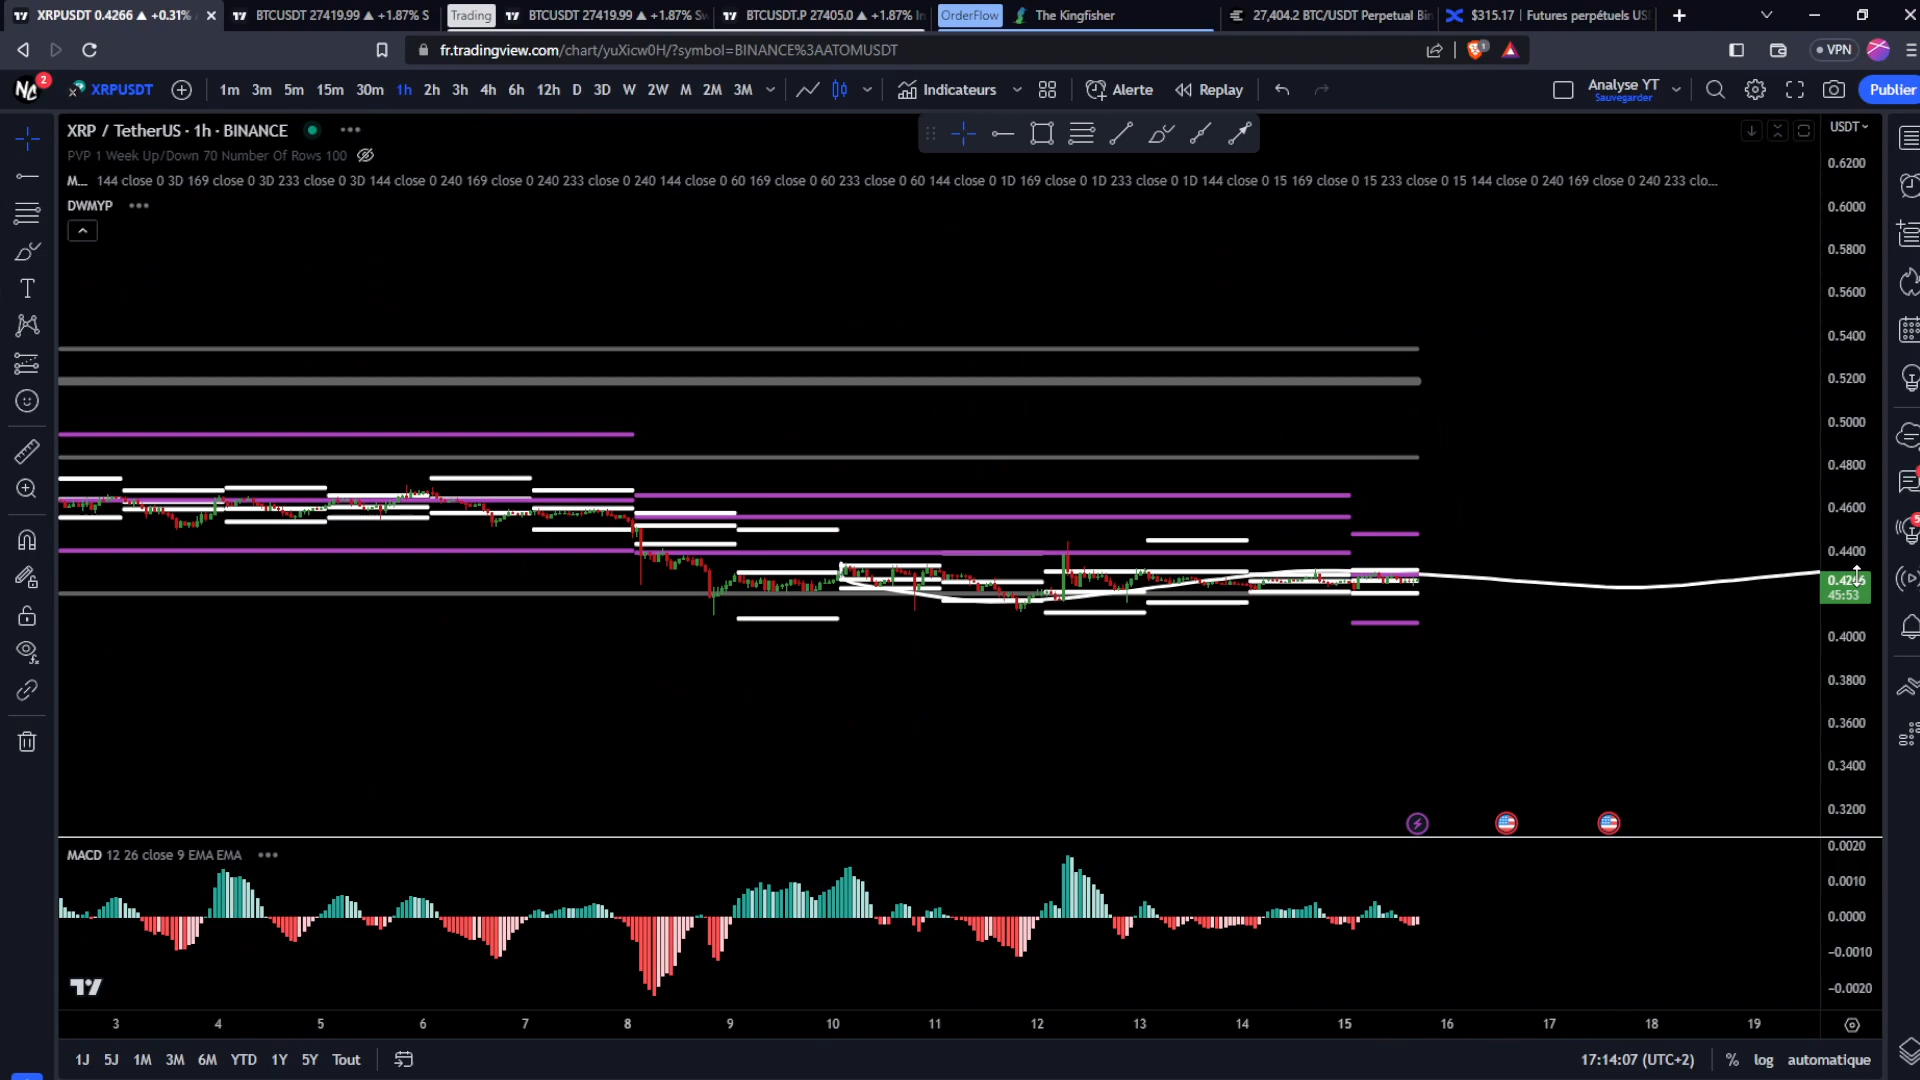 XRPUSDT 0.4266 ▲ +0.31%
BTCUSDT 27419.99 ▲ +1.87% S
Trading
BTCUSDT 27419.99 ▲ +1.87% Sw
BTCUSDT.P 27405.0 ▲ +1.87% In
OrderFlow
The Kingfisher
27,404.2 BTC/USDT Perpetual Bin
$315.17 | Futures perpétuels US
fr.tradingview.com/chart/yuXicw0H/?symbol=BINANCE%3AATOMUSDT
1
VPN
2
XRPUSDT
1m 3m 5m 15m 30m 1h 2h 3h 4h 6h 12h D 3D W 2W M 2M 3M
Indicateurs
Alerte
Replay
Analyse YT
Sauvegarder
Publier
XRP / TetherUS · 1h · BINANCE
PVP 1 Week Up/Down 70 Number Of Rows 100
M... 144 close 0 3D 169 close 0 3D 233 close 0 3D 144 close 0 240 169 close 0 240 233 close 0 240 144 close 0 60 169 close 0 60 233 close 0 60 144 close 0 1D 169 close 0 1D 233 close 0 1D 144 close 0 15 169 close 0 15 233 close 0 15 144 close 0 240 169 close 0 240 233 clo...
DWMYP
USDT
0.6200
0.6000
0.5800
0.5600
0.5400
0.5200
0.5000
0.4800
0.4600
0.4400
0.4266
45:53
0.4000
0.3800
0.3600
0.3400
0.3200
MACD 12 26 close 9 EMA EMA
0.0020
0.0010
0.0000
−0.0010
−0.0020
3 4 5 6 7 8 9 10 11 12 13 14 15 16 17 18 19
1J 5J 1M 3M 6M YTD 1Y 5Y Tout
17:14:07 (UTC+2)
% log automatique